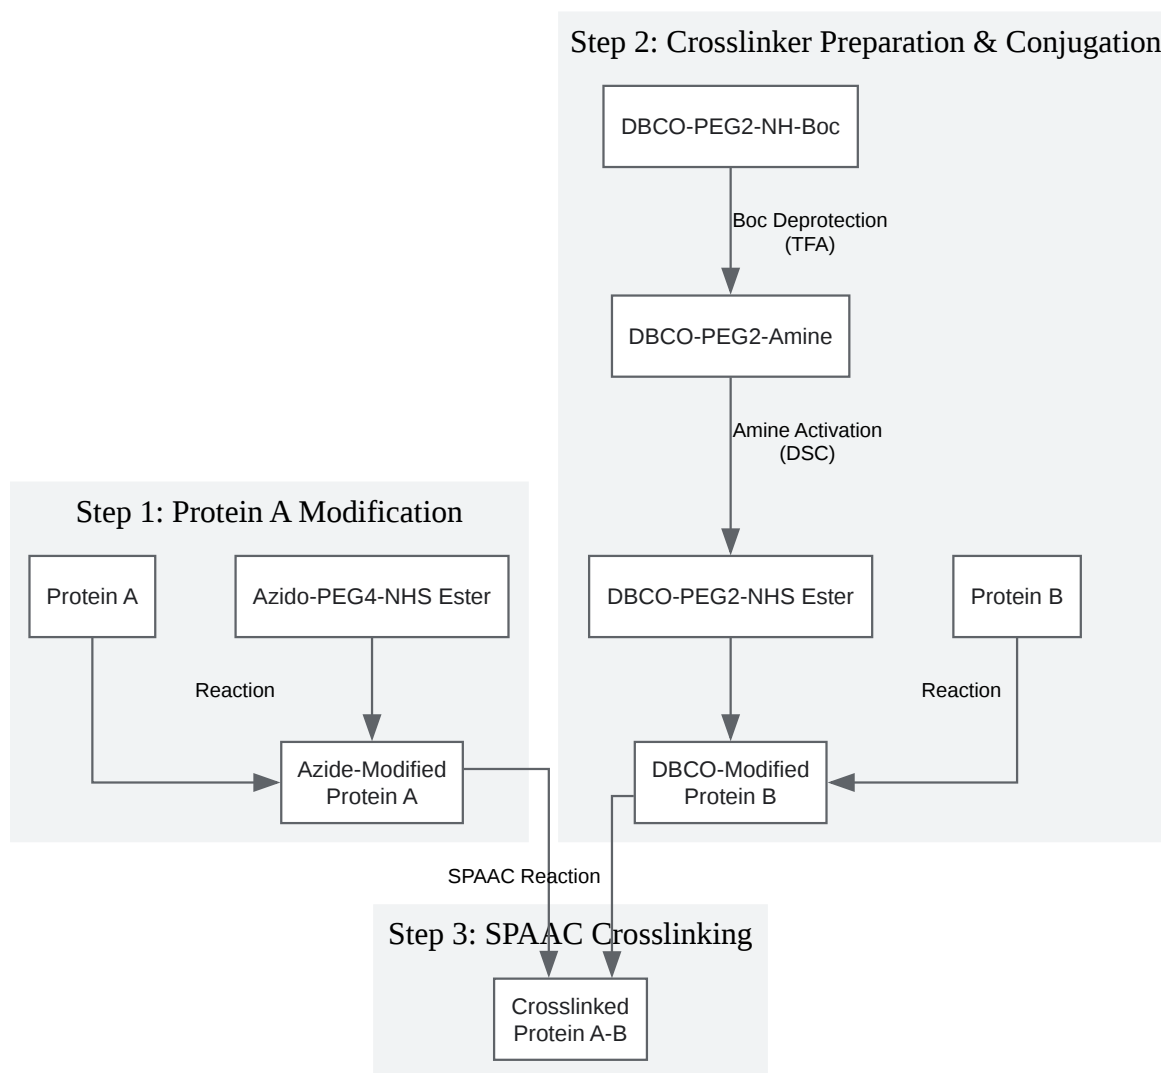 Step 2: Crosslinker Preparation & Conjugation
DBCO-PEG2-NH-Boc
Boc Deprotection
(TFA)
DBCO-PEG2-Amine
Amine Activation
(DSC)
Step 1: Protein A Modification
Protein A
Azido-PEG4-NHS Ester
DBCO-PEG2-NHS Ester
Protein B
Reaction
Reaction
Azide-Modified
Protein A
DBCO-Modified
Protein B
SPAAC Reaction
Step 3: SPAAC Crosslinking
Crosslinked
Protein A-B